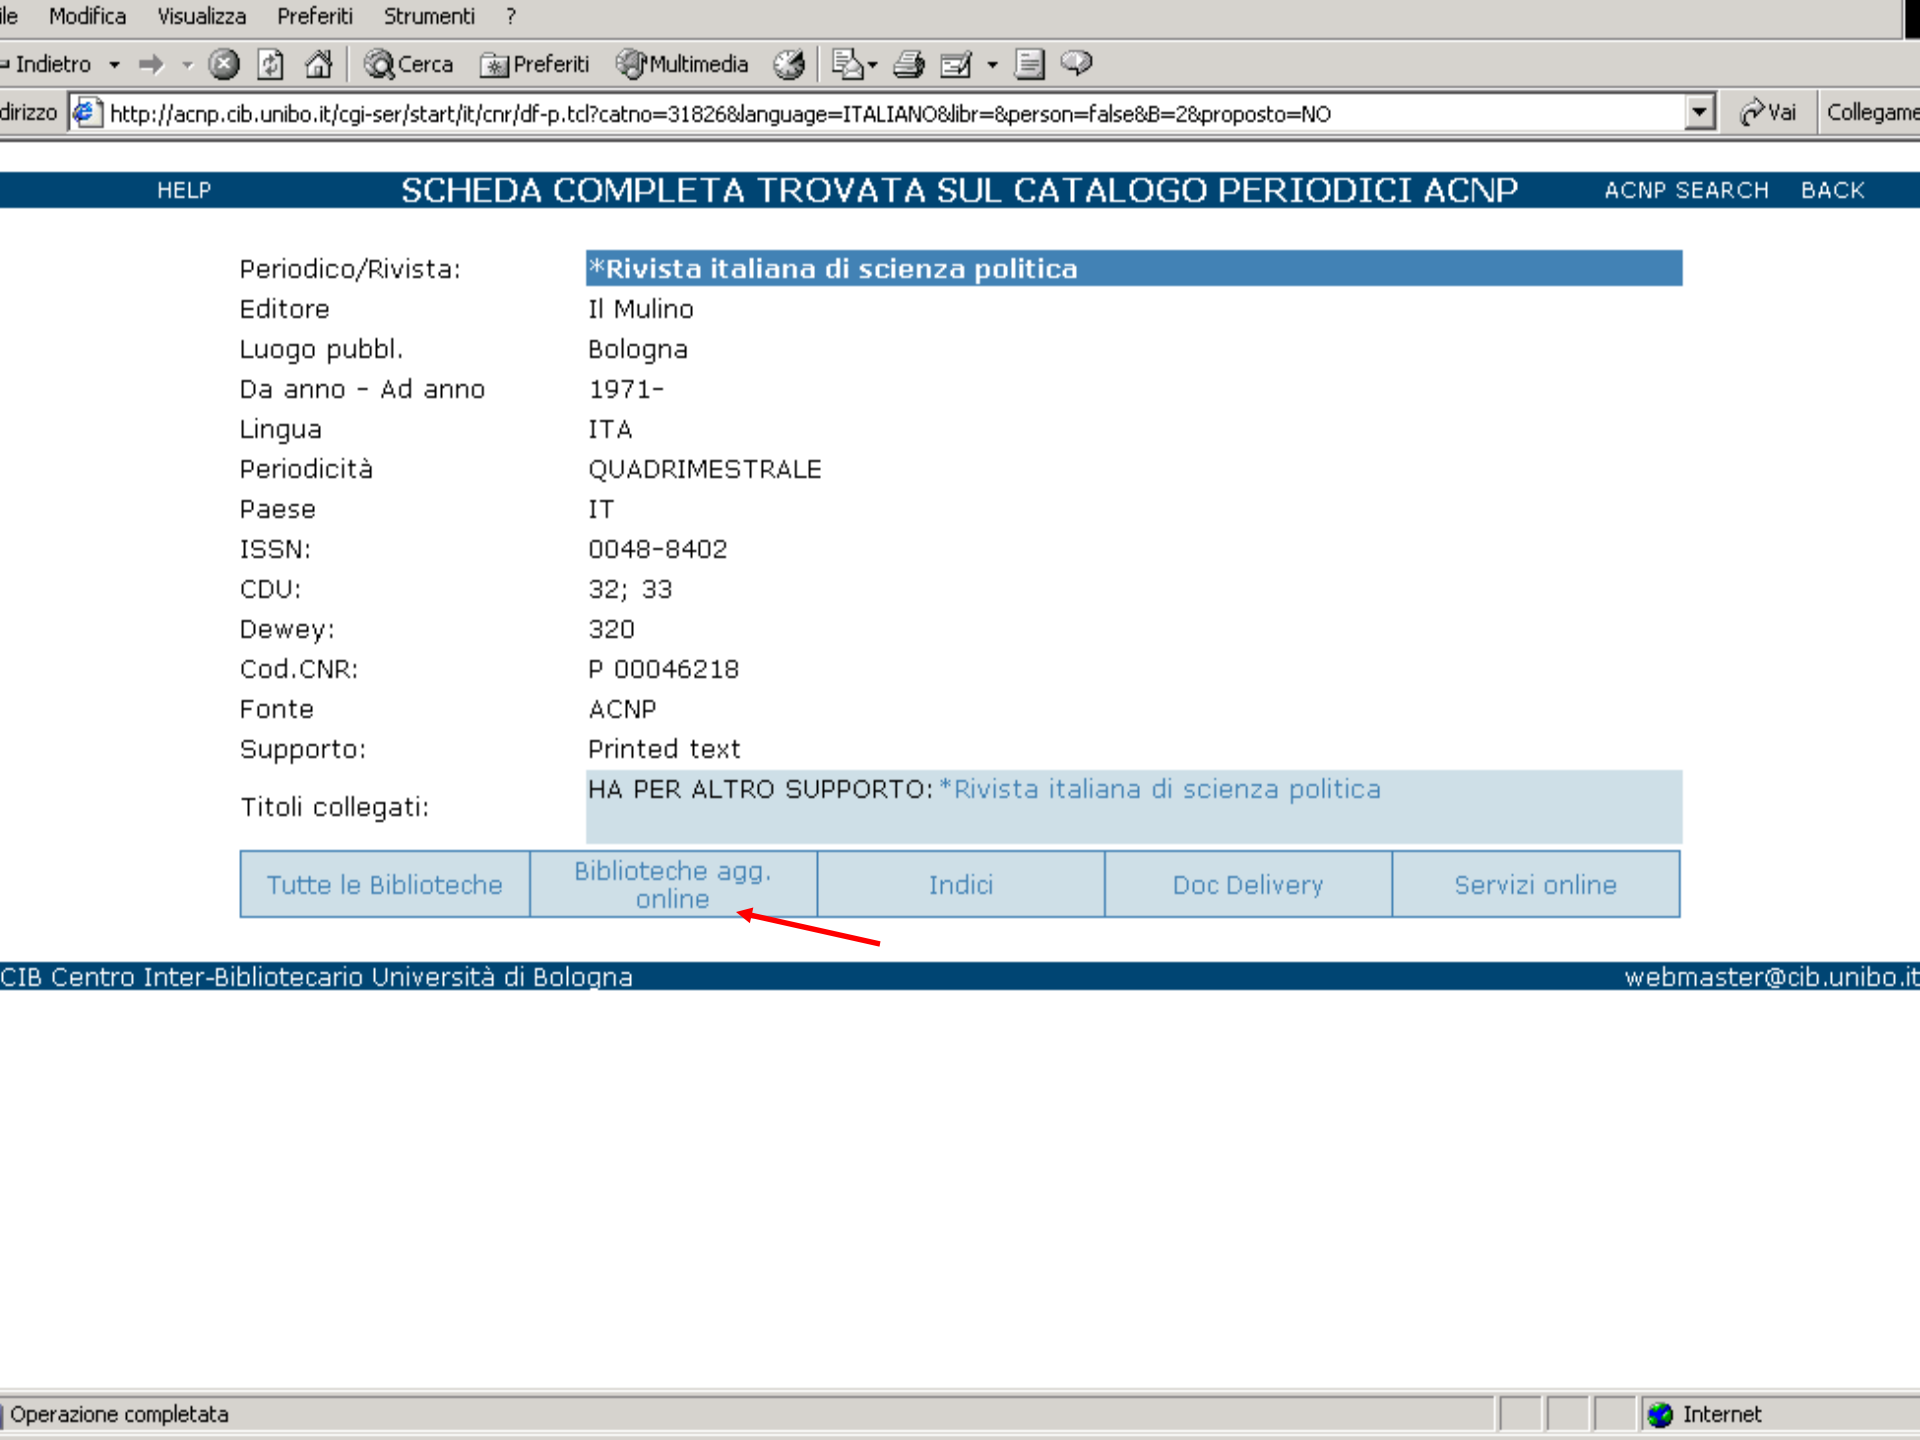 ile Modifica Visualizza Preferiti Strumenti ?
Indietro Cerca Preferiti Multimedia
dirizzo http://acnp.cib.unibo.it/cgi-ser/start/it/cnr/df-p.tcl?catno=31826&language=ITALIANO&libr=&person=false&B=2&proposto=NO Vai Collegame
HELP SCHEDA COMPLETA TROVATA SUL CATALOGO PERIODICI ACNP ACNP SEARCH BACK
Periodico/Rivista: *Rivista italiana di scienza politica
Editore Il Mulino
Luogo pubbl. Bologna
Da anno - Ad anno 1971-
Lingua ITA
Periodicità QUADRIMESTRALE
Paese IT
ISSN: 0048-8402
CDU: 32; 33
Dewey: 320
Cod.CNR: P 00046218
Fonte ACNP
Supporto: Printed text
Titoli collegati: HA PER ALTRO SUPPORTO: *Rivista italiana di scienza politica
Tutte le Biblioteche Biblioteche agg. online Indici Doc Delivery Servizi online
CIB Centro Inter-Bibliotecario Università di Bologna webmaster@cib.unibo.it
Operazione completata Internet